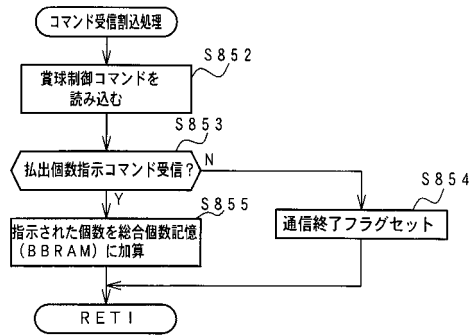 コマンド受信割込処理
S852
賞球制御コマンドを
読み込む
S853
払出個数指示コマンド受信?
N
S854
Y
S855
通信終了フラグセット
指示された個数を総合個数記憶
(BBRAM)に加算
RETI